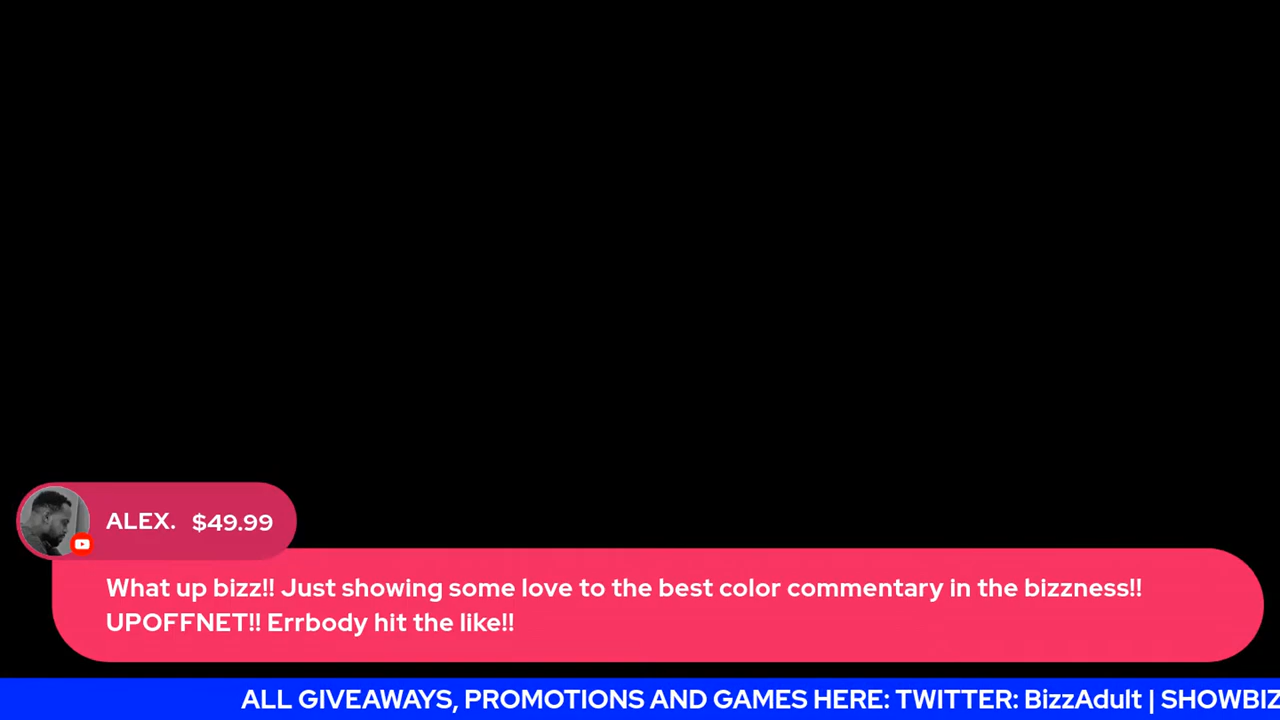 ALEX. $49.99
What up bizz!! Just showing some love to the best color commentary in the bizzness!!
UPOFFNET!! Errbody hit the like!!
ALL GIVEAWAYS, PROMOTIONS AND GAMES HERE: TWITTER: BizzAdult | SHOWBIZ